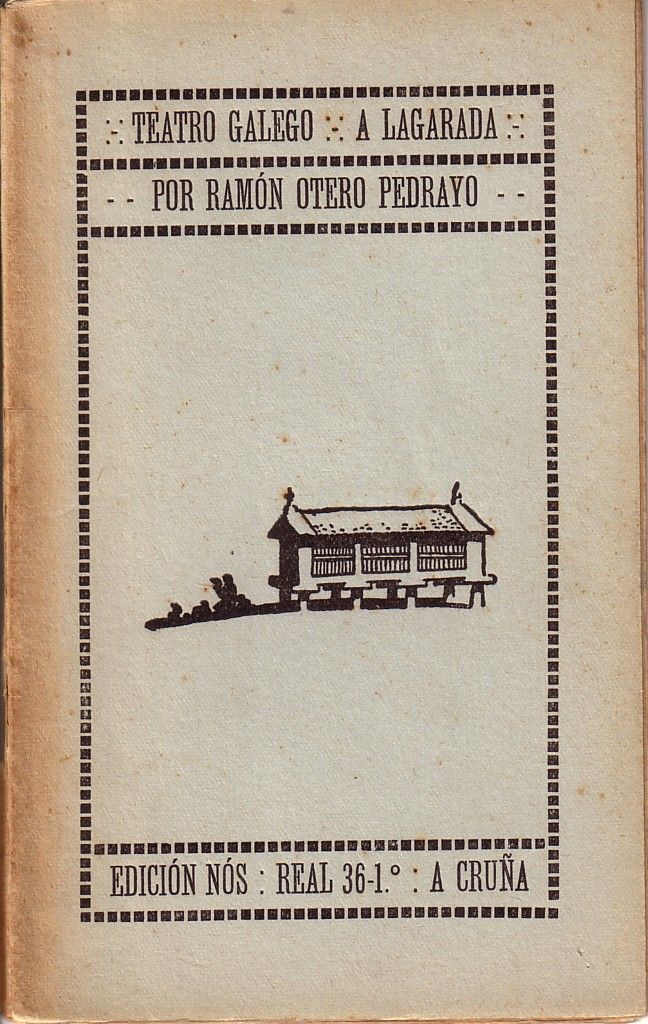 TEATRO GALEGO :: A LAGARADA
- - POR RAMÓN OTERO PEDRAYO - -
EDICIÓN NÓS : REAL 36-1.° : A CRUÑA